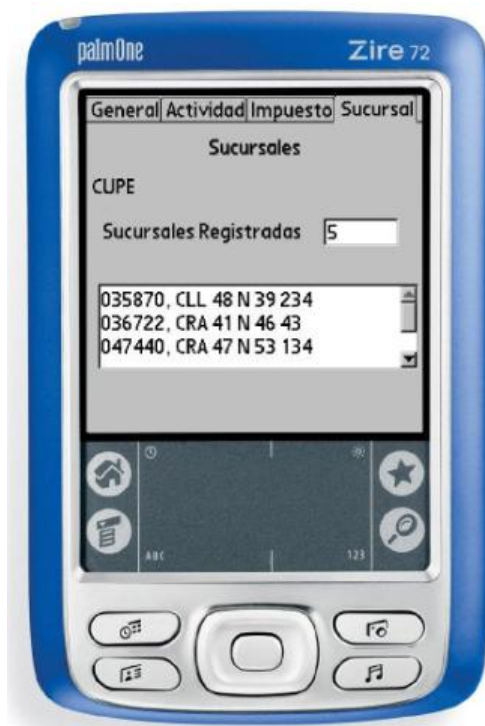 palmOne Zire 72
General Actividad Impuesto Sucursal
Sucursales
CUPE
Sucursales Registradas 5
035870, CLL 48 N 39 234
036722, CRA 41 N 46 43
047440, CRA 47 N 53 134
ABC 123